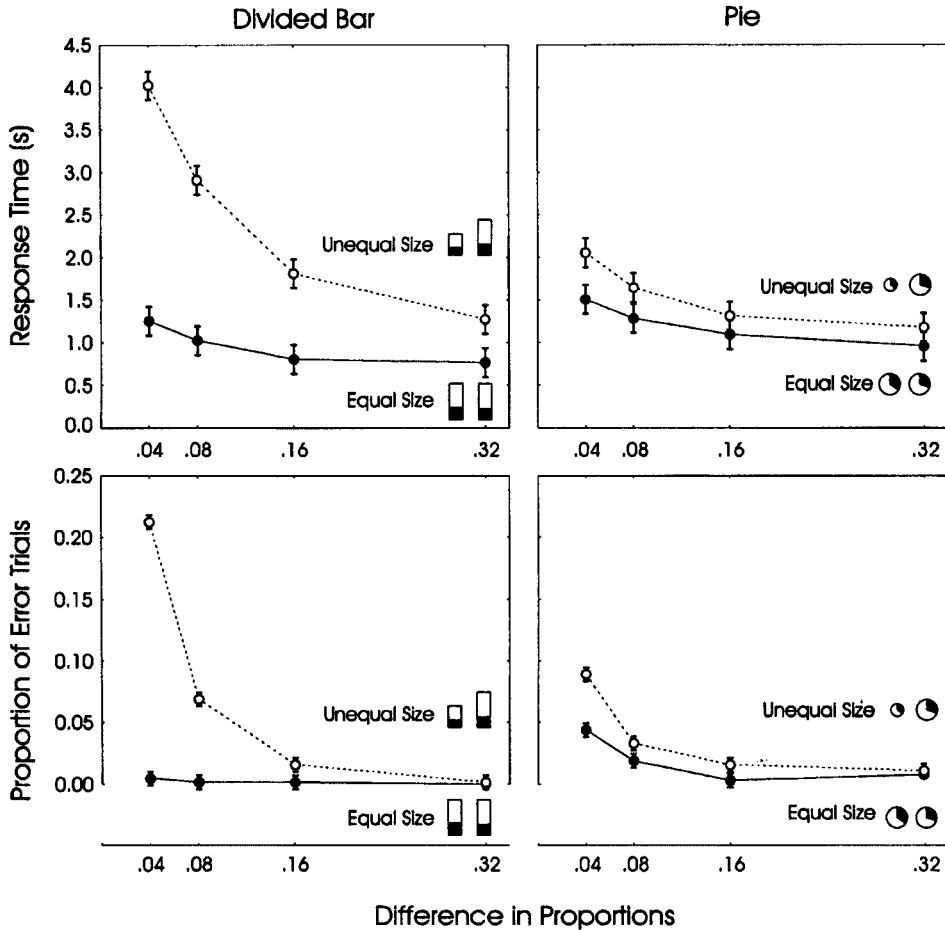 Divided Bar
Pie
Response Time (s)
4.5
4.0
3.5
3.0
2.5
2.0
1.5
1.0
0.5
0.0
Unequal Size
Equal Size
.04 .08 .16 .32
Unequal Size
Equal Size
.04 .08 .16 .32
Proportion of Error Trials
0.25
0.20
0.15
0.10
0.05
0.00
Unequal Size
Equal Size
.04 .08 .16 .32
Unequal Size
Equal Size
.04 .08 .16 .32
Difference in Proportions